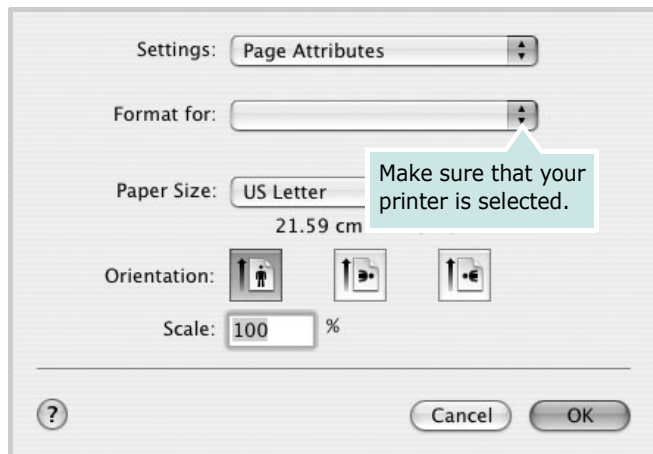 Settings: Page Attributes
Format for:
Make sure that your
printer is selected.
Paper Size: US Letter
21.59 cm
Orientation:
Scale: 100 %
? Cancel OK